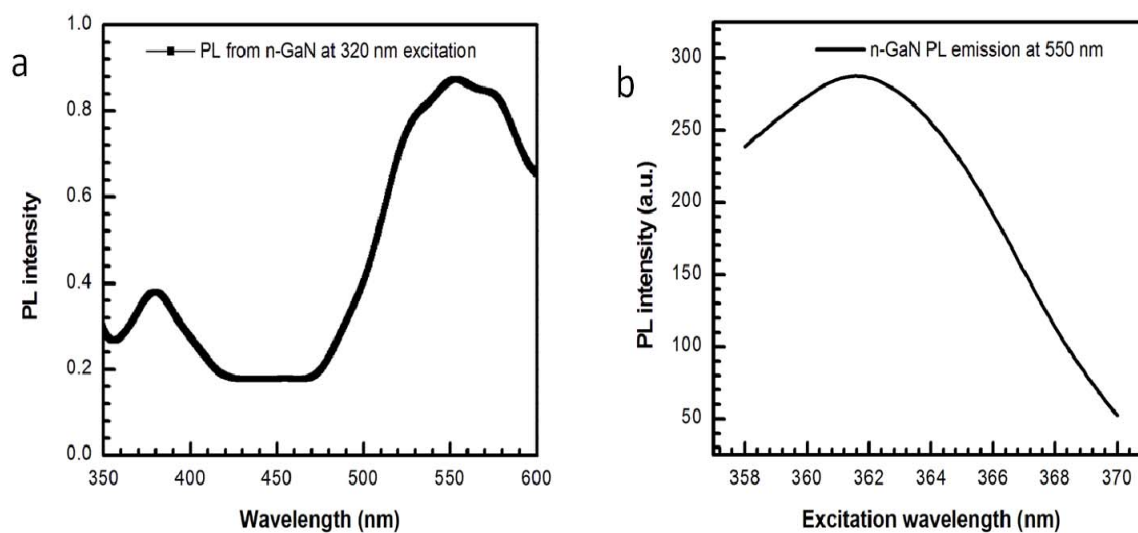 a
PL from n-GaN at 320 nm excitation
1.0
0.8
0.6
0.4
0.2
0.0
PL intensity
350 400 450 500 550 600
Wavelength (nm)
b
n-GaN PL emission at 550 nm
300
250
200
150
100
50
PL intensity (a.u.)
358 360 362 364 366 368 370
Excitation wavelength (nm)